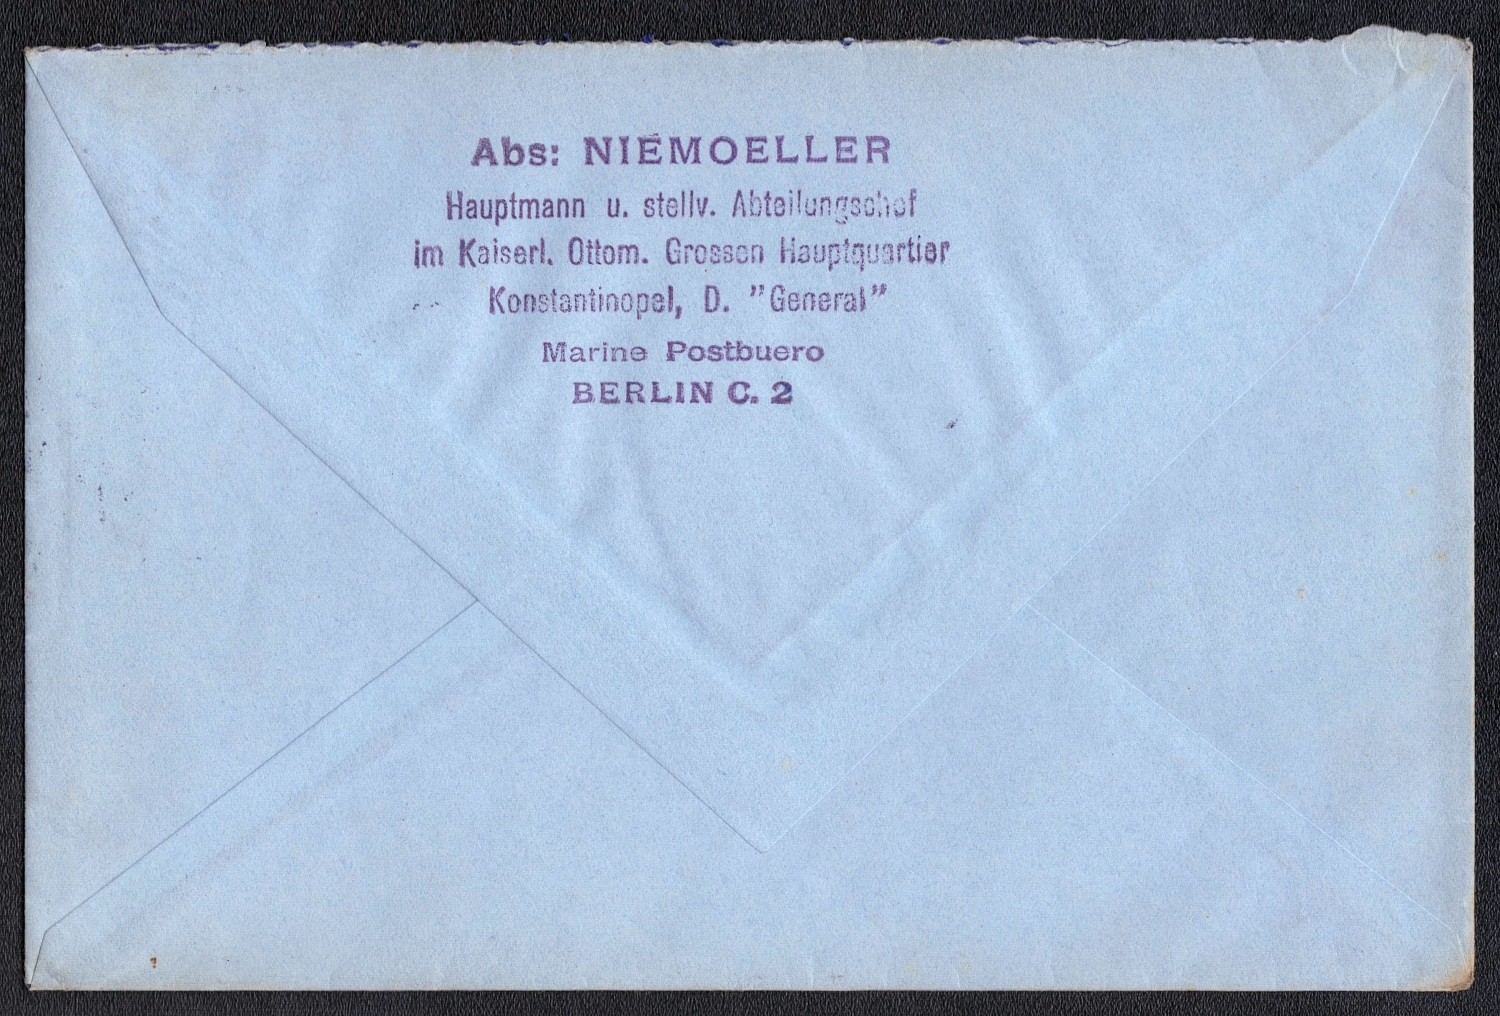 Abs: NIEMOELLER
Hauptmann u. stellv. Abteilungschef
im Kaiserl. Ottom. Grossen Hauptquartier
Konstantinopel, D. "General"
Marine Postbuero
BERLIN C. 2